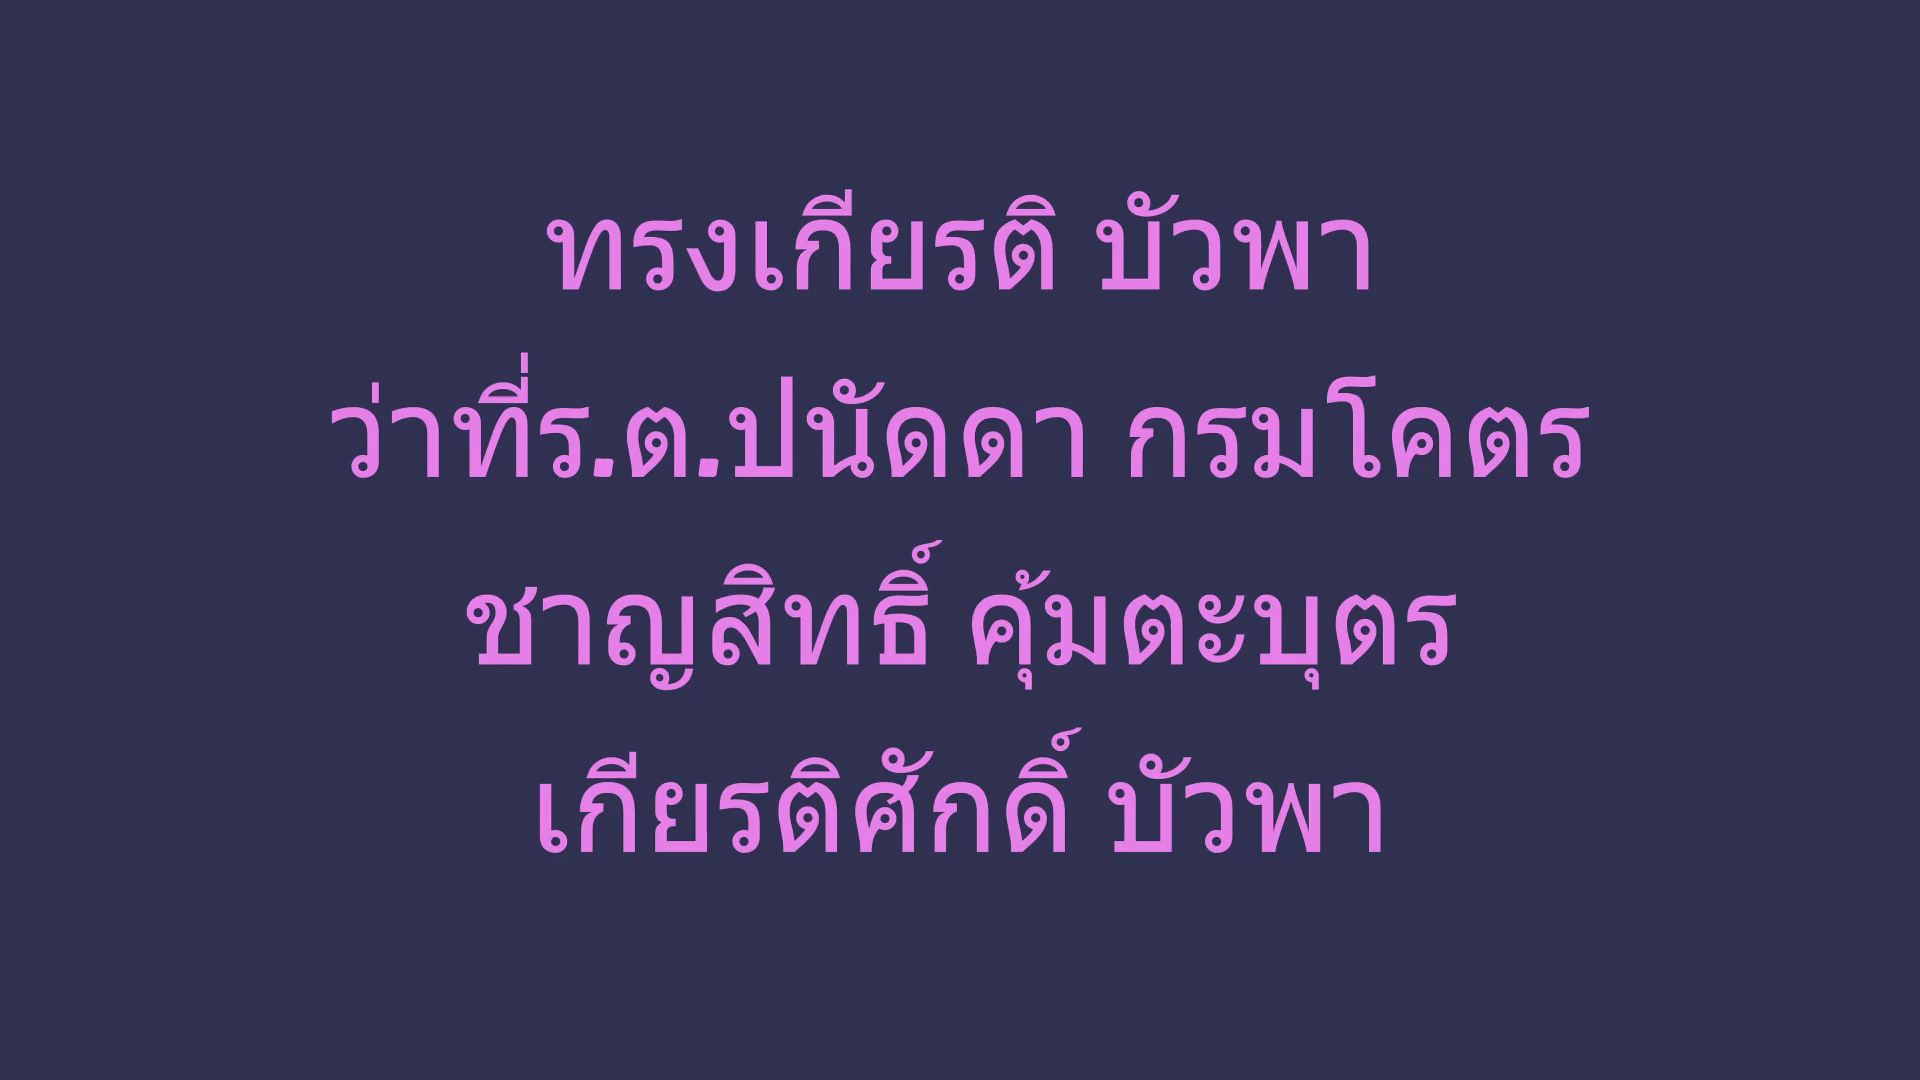 ทรงเกียรติ บัวพา
ว่าที่ร.ต.ปนัดดา กรมโคตร
ชาญสิทธิ์ คุ้มตะบุตร
เกียรติศักดิ์ บัวพา